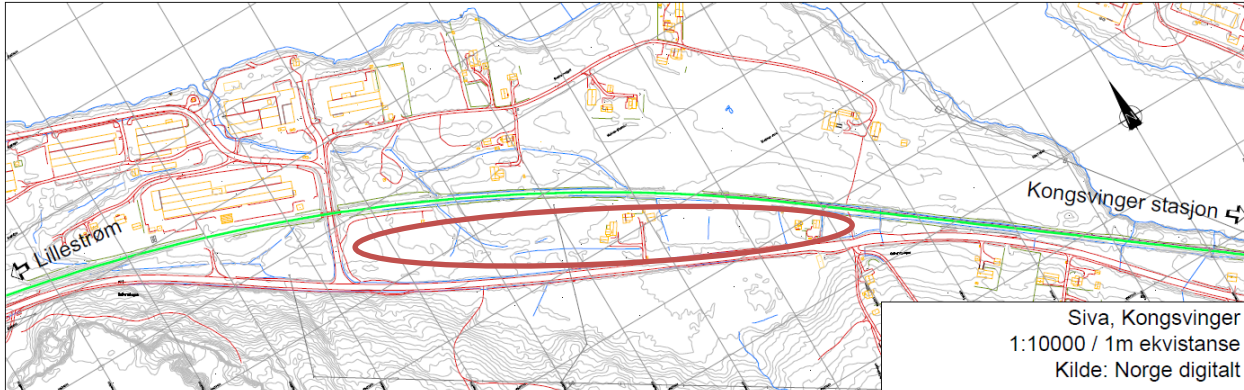 Kongsvinger stasjon
Lillestrøm
Siva, Kongsvinger
1:10000 / 1m ekvistanse
Kilde: Norge digitalt